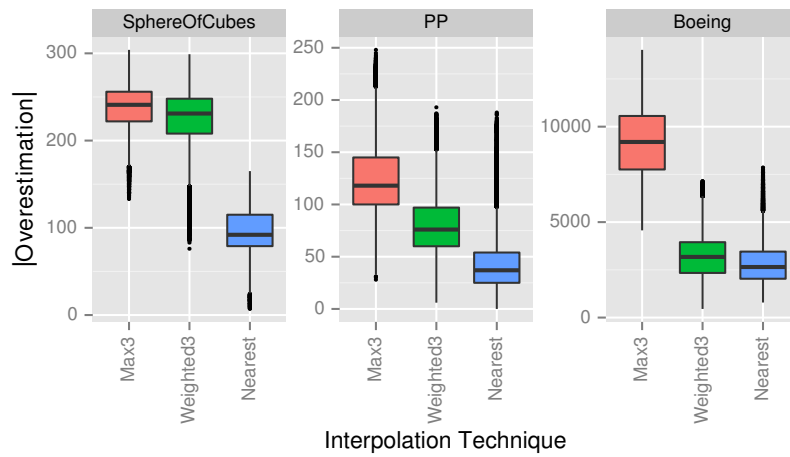 SphereOfCubes
PP
Boeing
|Overestimation|
300
200
100
0
250
200
150
100
50
0
10000
5000
0
Max3
Weighted3
Nearest
Max3
Weighted3
Nearest
Max3
Weighted3
Nearest
Interpolation Technique